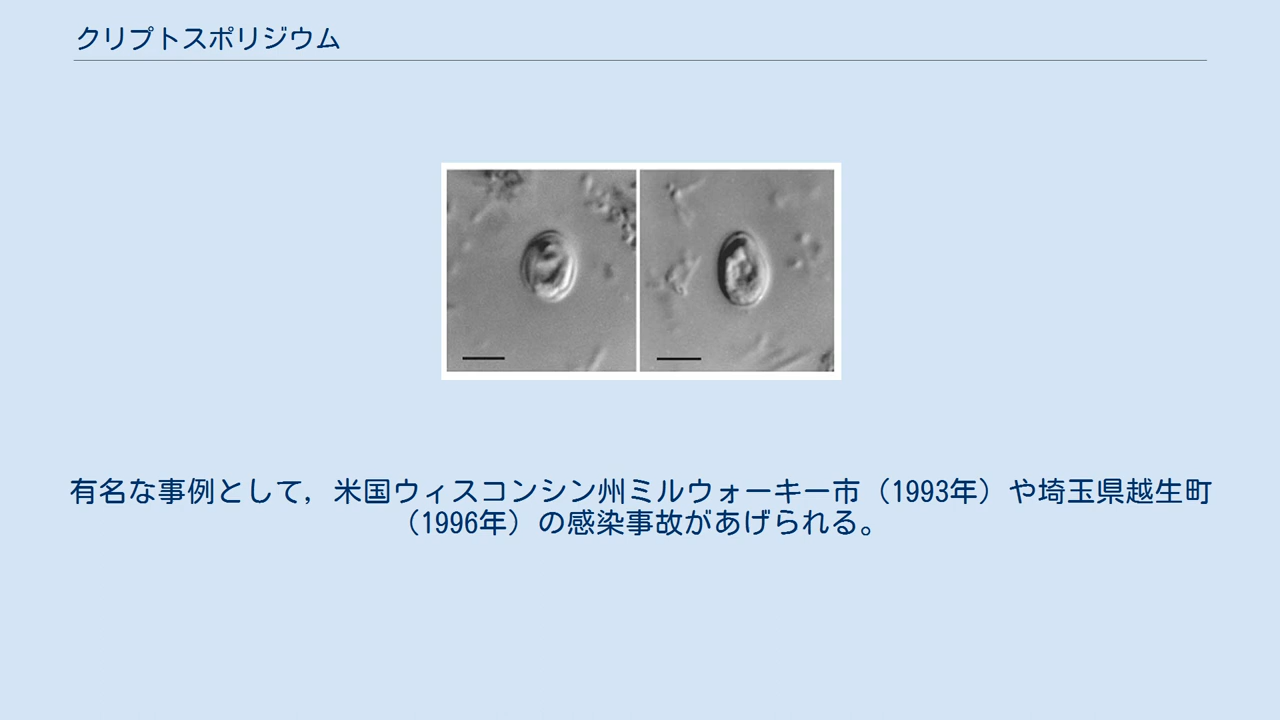 クリプトスポリジウム
有名な事例として，米国ウィスコンシン州ミルウォーキー市（1993年）や埼玉県越生町
（1996年）の感染事故があげられる。